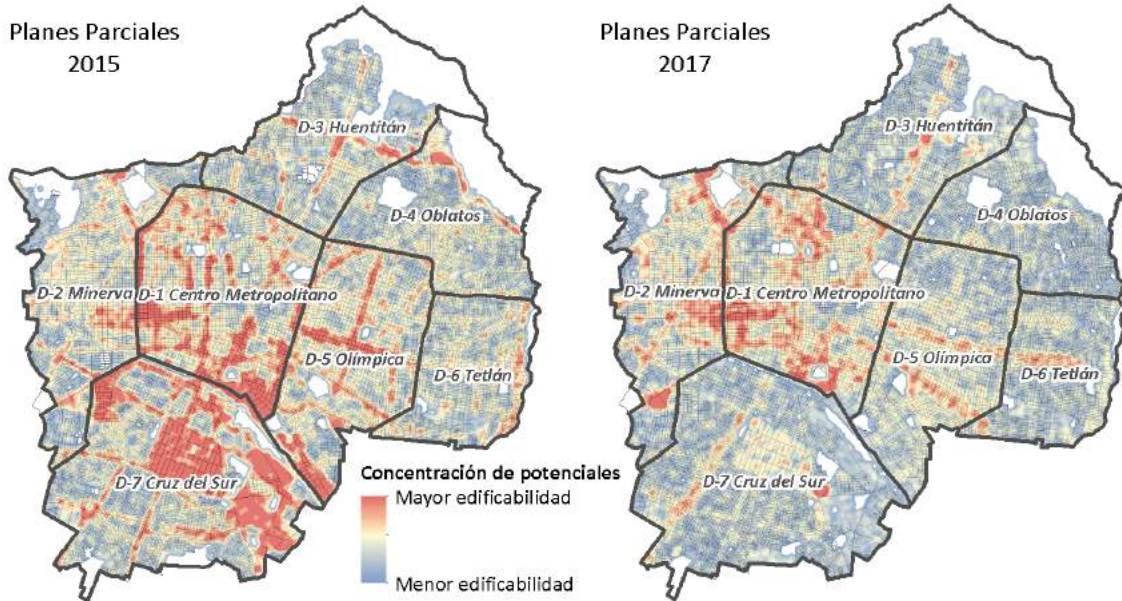 Planes Parciales
2015
D-3 Huentitán
D-4 Oblatos
D-2 Minerva
D-1 Centro Metropolitano
D-5 Olímpica
D-6 Tetlán
D-7 Cruz del Sur
Concentración de potenciales
Mayor edificabilidad
Menor edificabilidad
Planes Parciales
2017
D-3 Huentitán
D-4 Oblatos
D-2 Minerva
D-1 Centro Metropolitano
D-5 Olímpica
D-6 Tetlán
D-7 Cruz del Sur